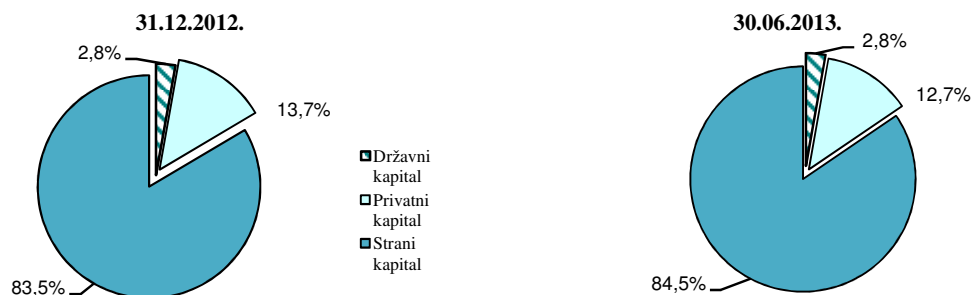 31.12.2012.
2,8%
13,7%
83,5%
Državni
kapital
Privatni
kapital
Strani
kapital
30.06.2013.
2,8%
12,7%
84,5%